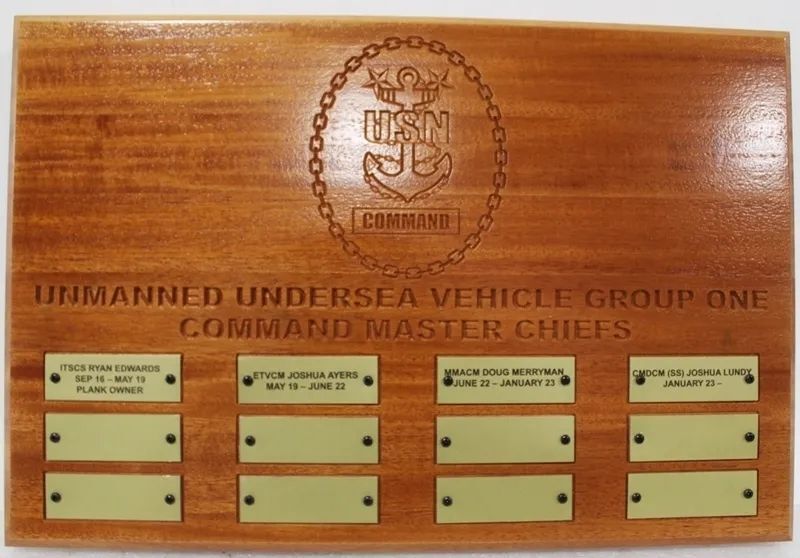 USN
COMMAND
UNMANNED UNDERSEA VEHICLE GROUP ONE
COMMAND MASTER CHIEFS
ITSCS RYAN EDWARDS
SEP 16 – MAY 19
PLANK OWNER
ETVCM JOSHUA AYERS
MAY 19 – JUNE 22
MMACM DOUG MERRYMAN
JUNE 22 – JANUARY 23
CMDCM (SS) JOSHUA LUNDY
JANUARY 23 –